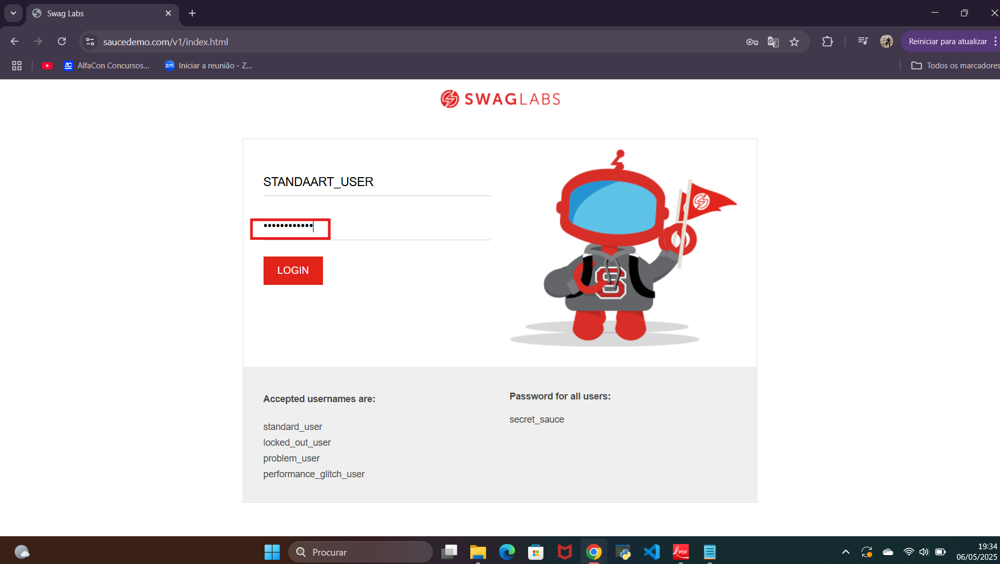 Swag Labs
saucedemo.com/v1/index.html
Reiniciar para atualizar
AlfaCon Concursos...
zm
Iniciar a reunião - Z...
Todos os marcadores
SWAGLABS
STANDAART_USER
••••••••••••
LOGIN
Accepted usernames are:
standard_user
locked_out_user
problem_user
performance_glitch_user
Password for all users:
secret_sauce
Procurar
PDF
19:34
06/05/2025